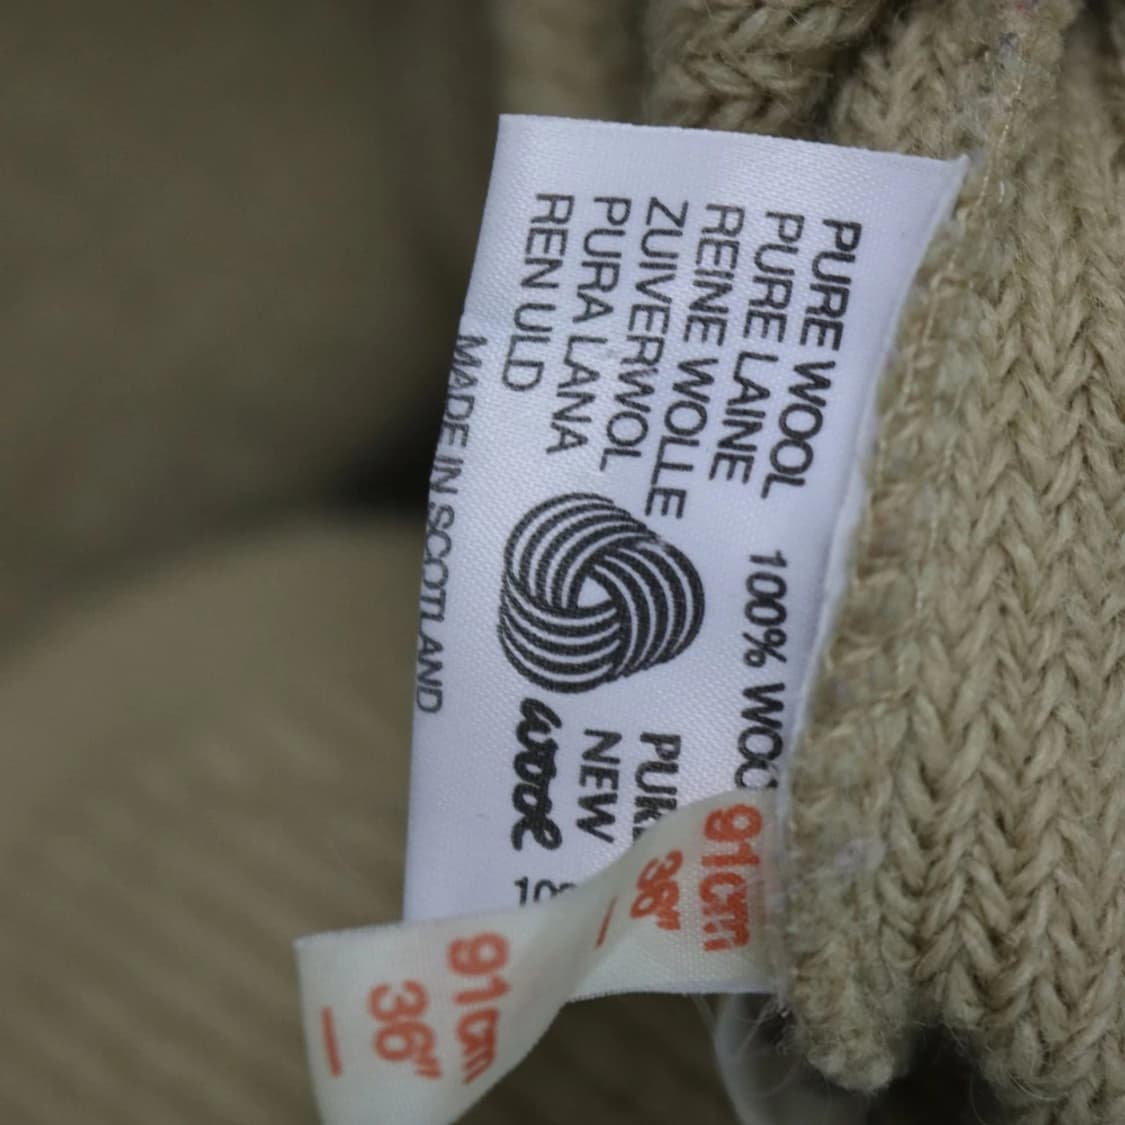 PURE WOOL
PURE LAINE
REINE WOLLE
ZUIVERWOL
PURA LANA
REN ULD
100% WOO
NEW
wool
MADE IN SCOTLAND
91cm
36"
91cm
36"